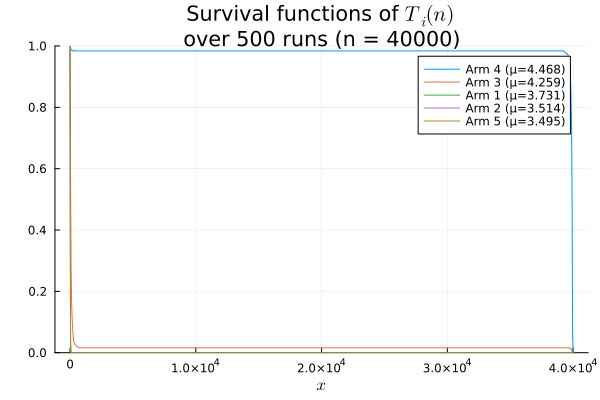 Survival functions of T_i(n)
over 500 runs (n = 40000)
1.0
0.8
0.6
0.4
0.2
0.0
Arm 4 (μ=4.468)
Arm 3 (μ=4.259)
Arm 1 (μ=3.731)
Arm 2 (μ=3.514)
Arm 5 (μ=3.495)
0 1.0×10⁴ 2.0×10⁴ 3.0×10⁴ 4.0×10⁴
x